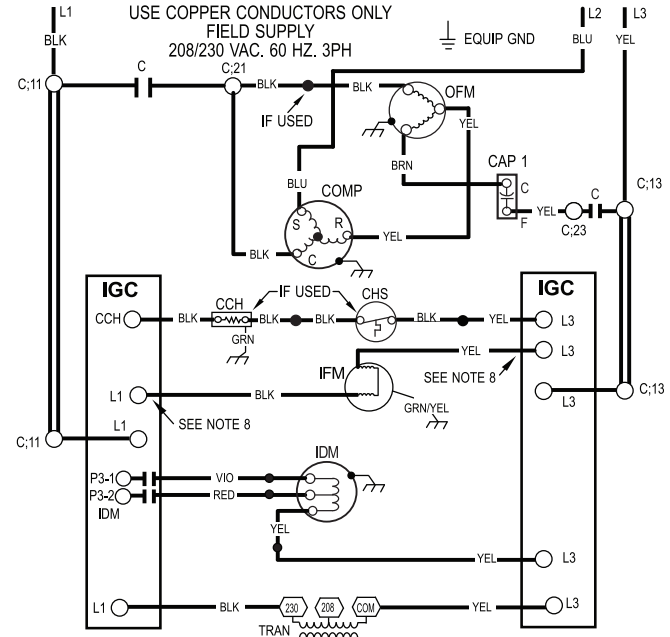 L1
USE COPPER CONDUCTORS ONLY
L2
L3
BLK
FIELD SUPPLY
EQUIP GND
BLU
YEL
208/230 VAC. 60 HZ. 3PH
C;11
C
C;21
BLK
BLK
OFM
IF USED
YEL
BRN
CAP 1
C
BLU
COMP
C
C;13
S
R
F
YEL
C;23
BLK
C
YEL
IGC
IGC
IF USED
CCH
CHS
CCH
BLK
BLK
BLK
BLK
YEL
L3
GRN
YEL
L3
IFM
SEE NOTE 8
L1
BLK
GRN/YEL
L3
C;13
SEE NOTE 8
L1
C;11
IDM
P3-1
VIO
P3-2
RED
IDM
YEL
YEL
L3
L1
BLK
230
208
COM
YEL
L3
TRAN